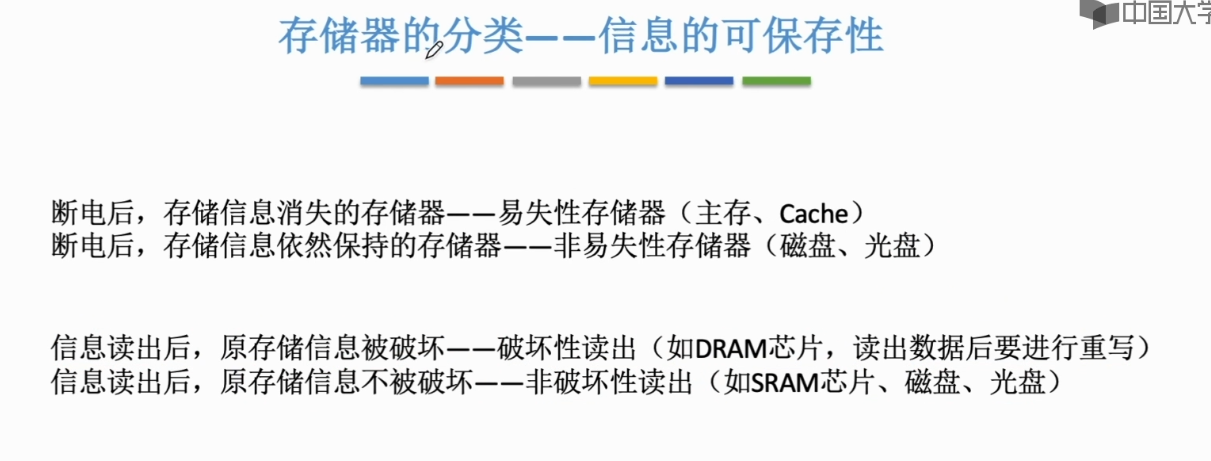 中国大学
存储器的分类——信息的可保存性
断电后，存储信息消失的存储器——易失性存储器（主存、Cache）
断电后，存储信息依然保持的存储器——非易失性存储器（磁盘、光盘）
信息读出后，原存储信息被破坏——破坏性读出（如DRAM芯片，读出数据后要进行重写）
信息读出后，原存储信息不被破坏——非破坏性读出（如SRAM芯片、磁盘、光盘）